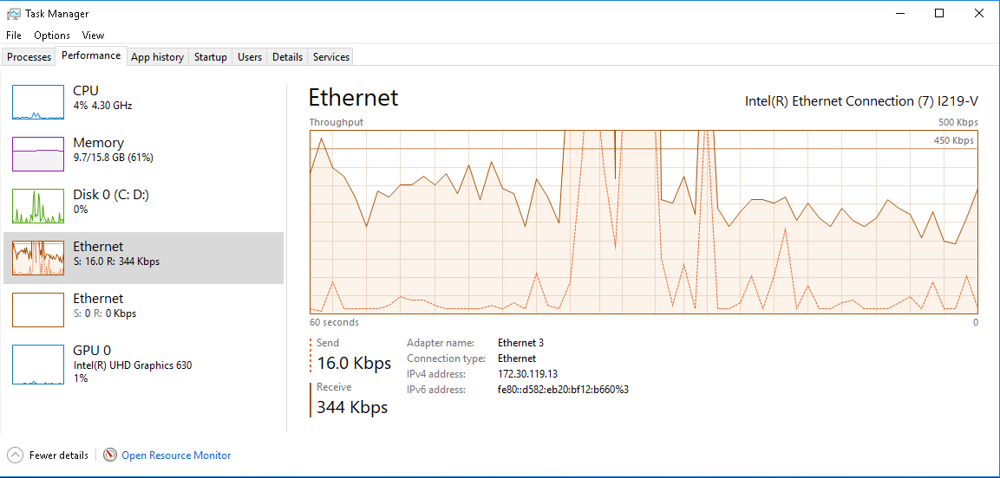 Task Manager
File Options View
Processes Performance App history Startup Users Details Services
CPU
4% 4.30 GHz
Memory
9.7/15.8 GB (61%)
Disk 0 (C: D:)
0%
Ethernet
S: 16.0 R: 344 Kbps
Ethernet
S: 0 R: 0 Kbps
GPU 0
Intel(R) UHD Graphics 630
1%
Ethernet
Intel(R) Ethernet Connection (7) I219-V
Throughput
500 Kbps
450 Kbps
60 seconds
0
Send
16.0 Kbps
Receive
344 Kbps
Adapter name: Ethernet 3
Connection type: Ethernet
IPv4 address: 172.30.119.13
IPv6 address: fe80::d582:eb20:bf12:b660%3
Fewer details
Open Resource Monitor